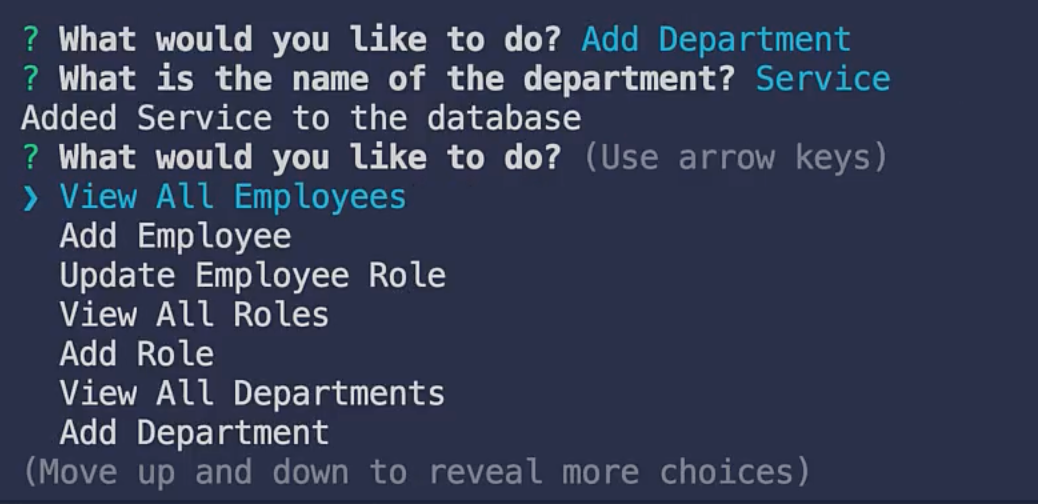 ? What would you like to do? Add Department
? What is the name of the department? Service
Added Service to the database
? What would you like to do? (Use arrow keys)
❯ View All Employees
  Add Employee
  Update Employee Role
  View All Roles
  Add Role
  View All Departments
  Add Department
(Move up and down to reveal more choices)